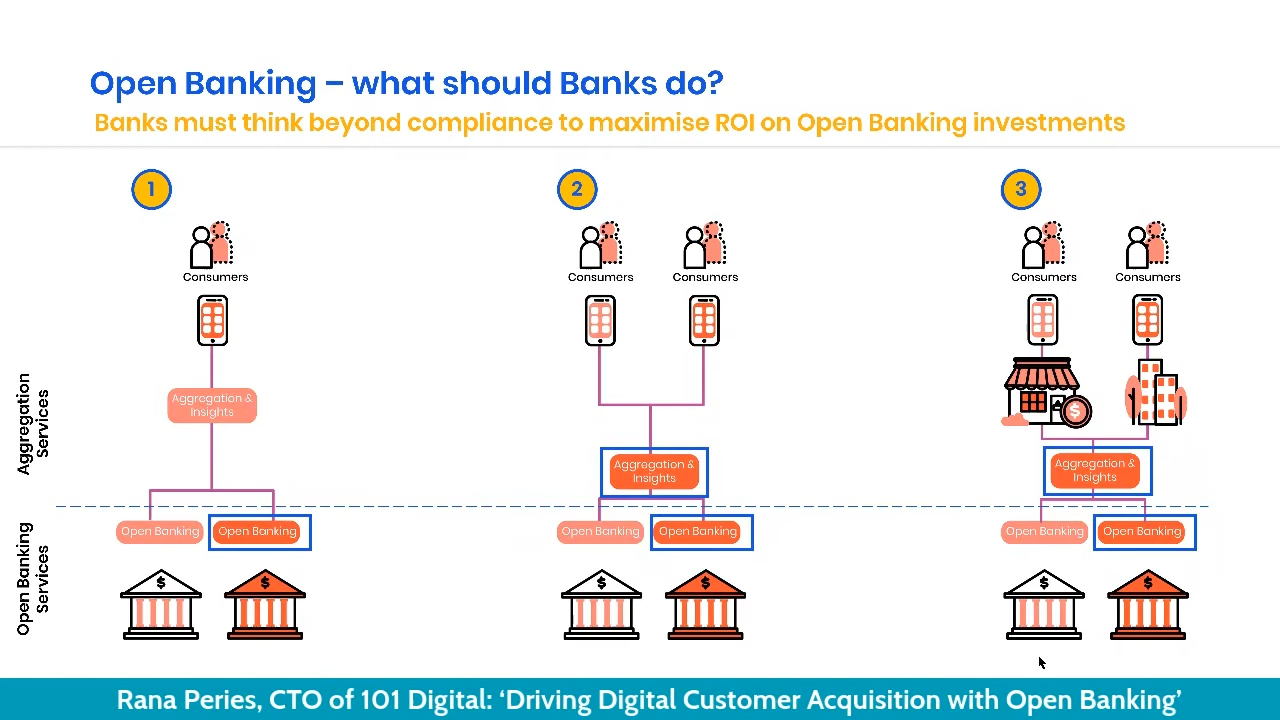 Open Banking – what should Banks do?
Banks must think beyond compliance to maximise ROI on Open Banking investments
1
2
3
Consumers
Consumers
Consumers
Consumers
Consumers
Aggregation
Services
Aggregation &
Insights
$
Aggregation &
Insights
Aggregation &
Insights
Open Banking
Services
Open Banking
Open Banking
Open Banking
Open Banking
Open Banking
Open Banking
$
$
$
$
$
$
Rana Peries, CTO of 101 Digital: ‘Driving Digital Customer Acquisition with Open Banking’